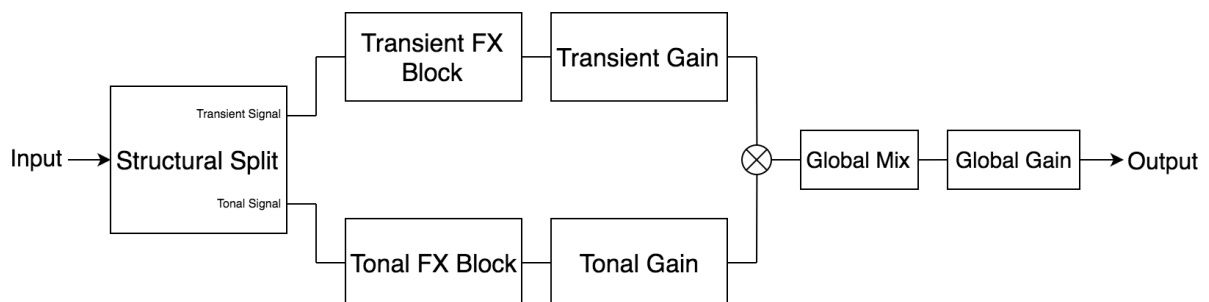 Transient FX
Block
Transient Gain
Transient Signal
Input
Structural Split
Global Mix
Global Gain
Output
Tonal Signal
Tonal FX Block
Tonal Gain